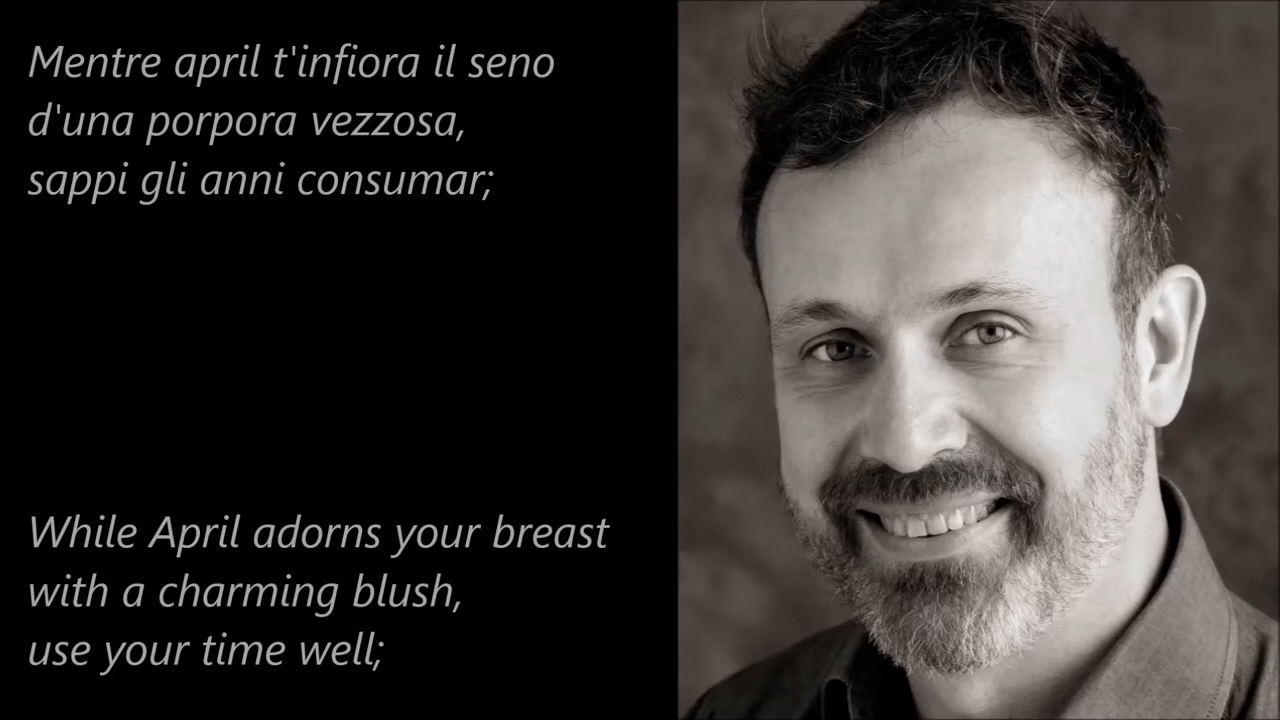 Mentre april t'infiora il seno
d'una porpora vezzosa,
sappi gli anni consumar;
While April adorns your breast
with a charming blush,
use your time well;